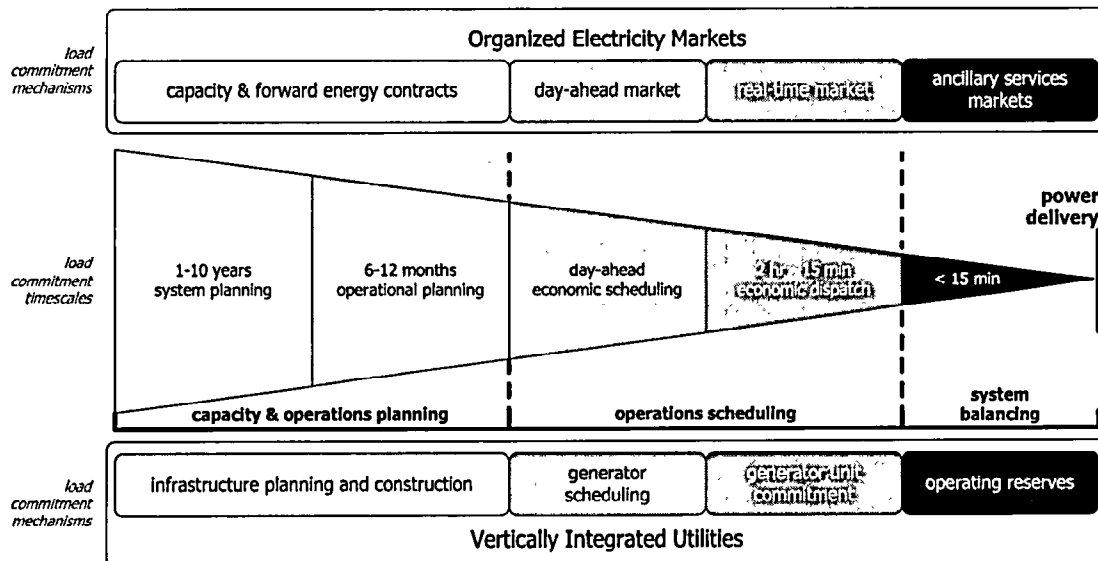 Organized Electricity Markets
load
commitment
mechanisms
capacity & forward energy contracts
day-ahead market
real-time market
ancillary services
markets
power
delivery
load
commitment
timescales
1-10 years
system planning
6-12 months
operational planning
day-ahead
economic scheduling
2 hr - 15 min
economic dispatch
< 15 min
capacity & operations planning
operations scheduling
system
balancing
load
commitment
mechanisms
infrastructure planning and construction
generator
scheduling
generator unit
commitment
operating reserves
Vertically Integrated Utilities